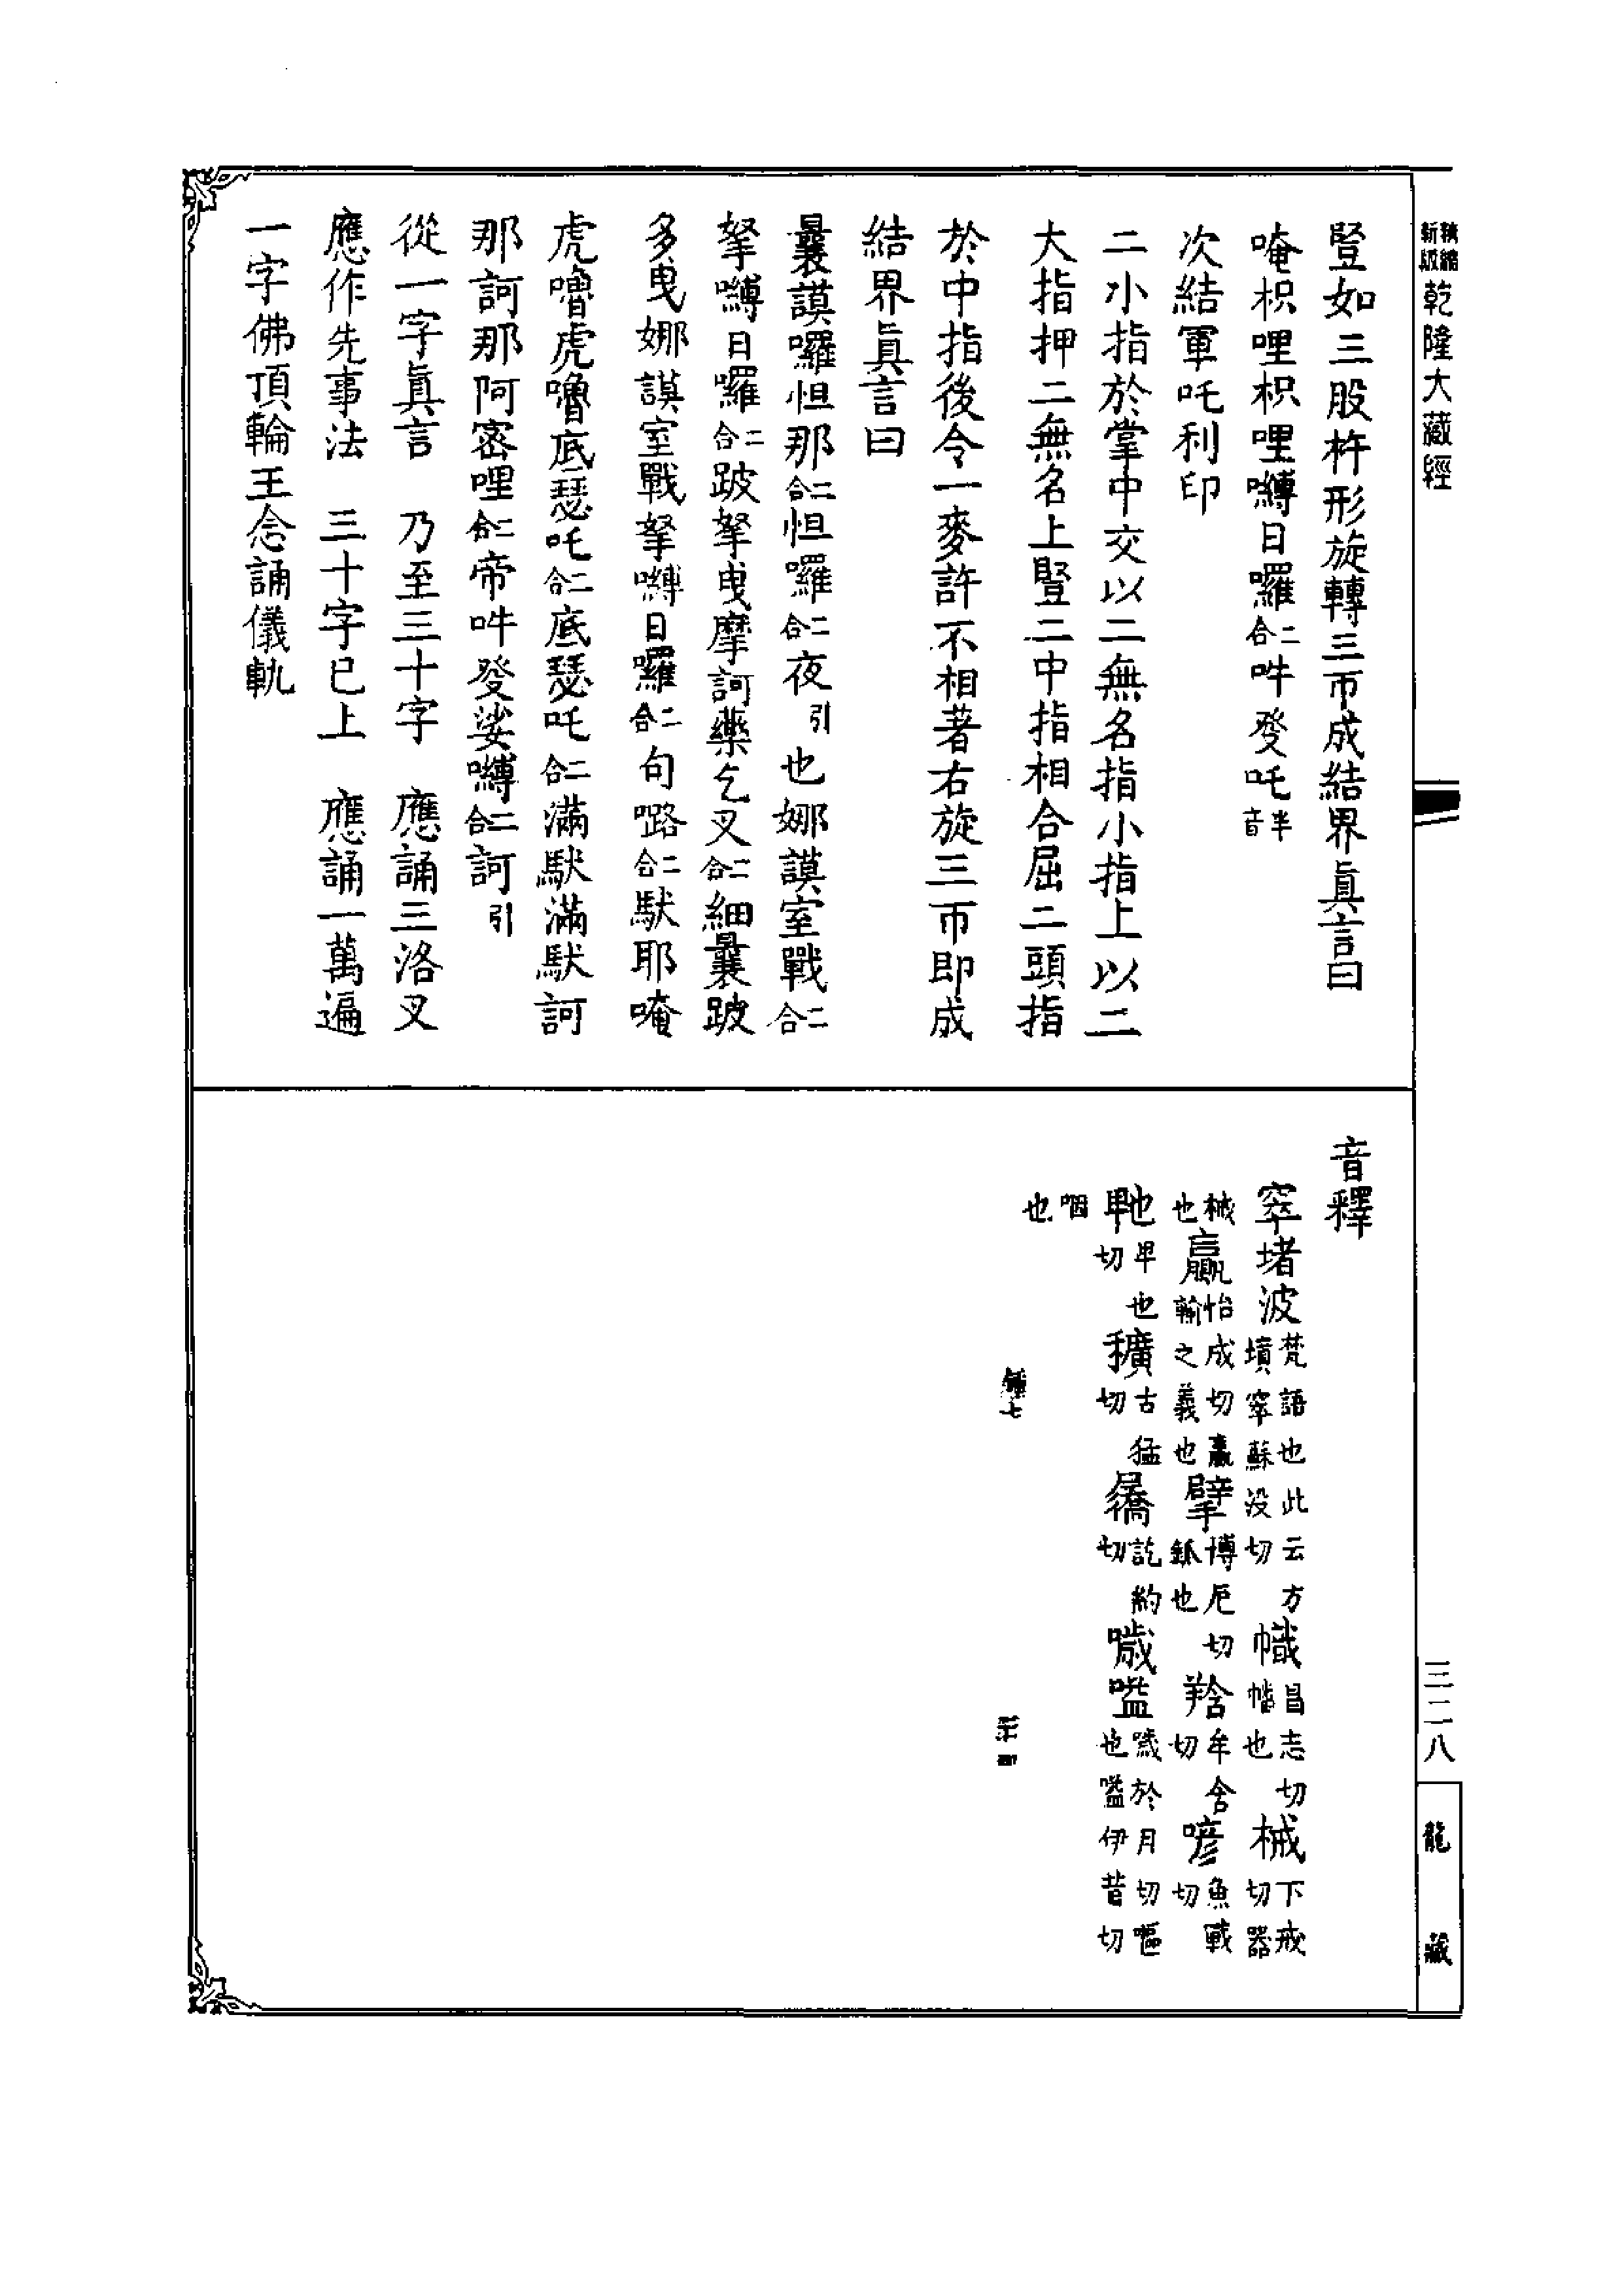 新縮乾隆大藏經
豎如三股杵形旋轉三帀成結界眞言曰
唵枳哩枳哩嚩日囉二合吽發吒半音
次結軍吒利印
二小指於掌中交以二無名指小指上以二
大指押二無名上豎二中指相合屈二頭指
於中指後令一麥許不相著右旋三帀即成
結界眞言曰
曩謨囉怛那二合怛囉二合夜引也娜謨室戰二合
拏嚩日囉二合跛拏曳摩訶藥乞叉二合細曩跛
多曳娜謨室戰拏嚩日囉二合句嚕二合馱耶唵
虎嚕虎嚕底瑟吒二合底瑟吒二合滿馱滿馱訶
那訶那阿密哩二合帝吽發娑嚩二合訶引
從一字眞言　乃至三十字　應誦三洛叉
應作先事法　三十字已上　應誦一萬遍
一字佛頂輪王念誦儀軌
音釋
窣堵波梵語也此云方墳窣蘇沒切　幟昌志切幡也　械下戒切器
械也　贏怡成切贏輸之義也　擘博厄切也　㸰牟含切　喭魚戰切
也切　穬古猛切　屩訖約切　噦嗌噦於月切嘔也嗌伊昔切
咽也
三二八
龍藏